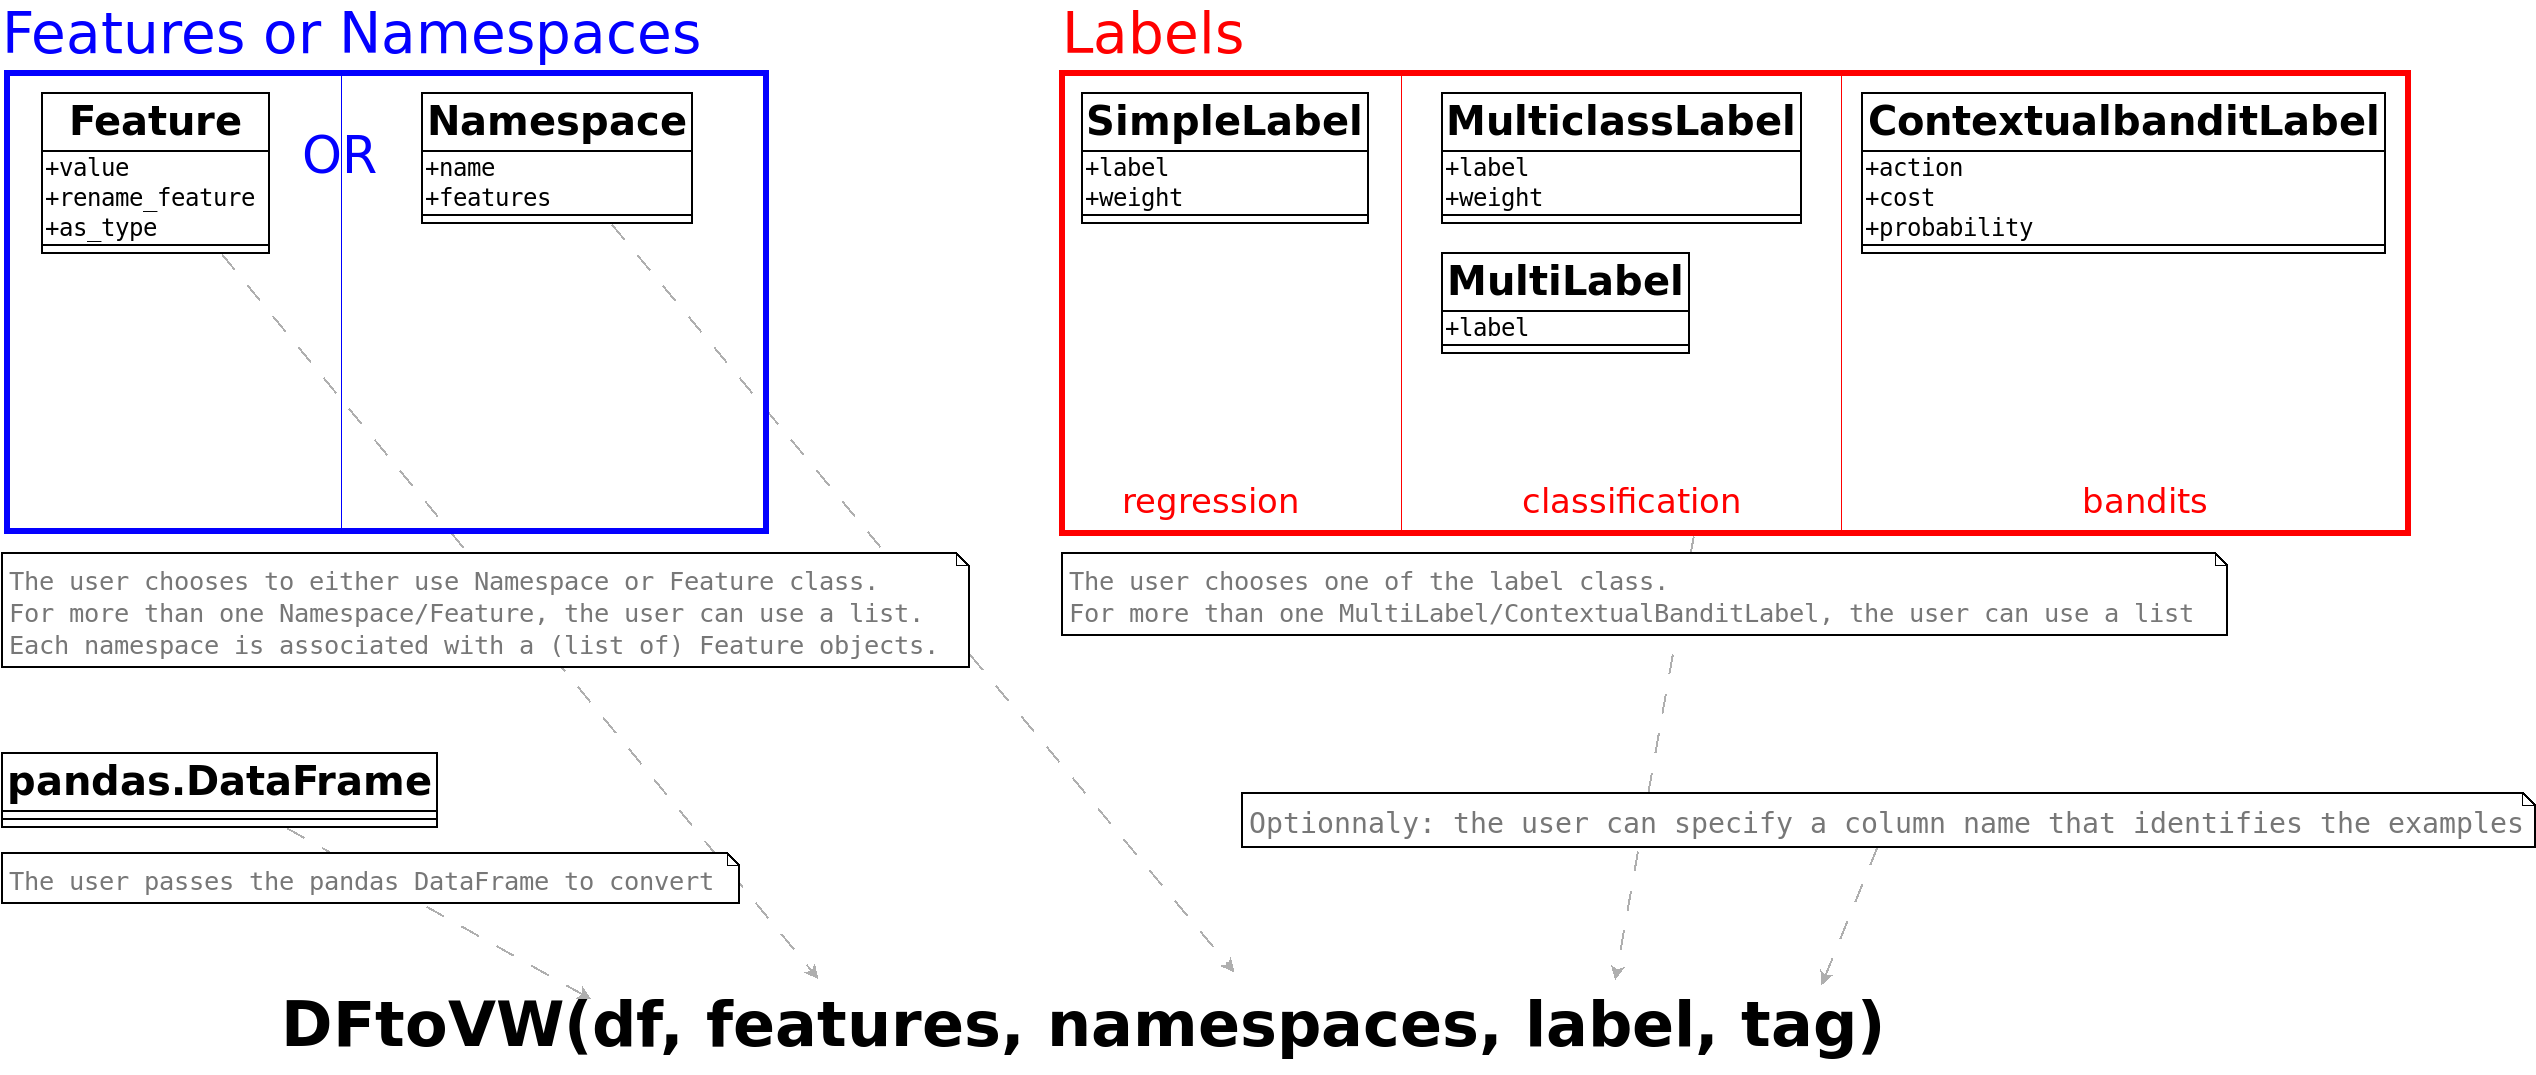 Features or Namespaces
Feature
+value
+rename_feature
+as_type
OR
Namespace
+name
+features
The user chooses to either use Namespace or Feature class.
For more than one Namespace/Feature, the user can use a list.
Each namespace is associated with a (list of) Feature objects.
Labels
SimpleLabel
+label
+weight
regression
MulticlassLabel
+label
+weight
MultiLabel
+label
classification
ContextualbanditLabel
+action
+cost
+probability
bandits
The user chooses one of the label class.
For more than one MultiLabel/ContextualBanditLabel, the user can use a list
pandas.DataFrame
The user passes the pandas DataFrame to convert
Optionnaly: the user can specify a column name that identifies the examples
DFtoVW(df, features, namespaces, label, tag)